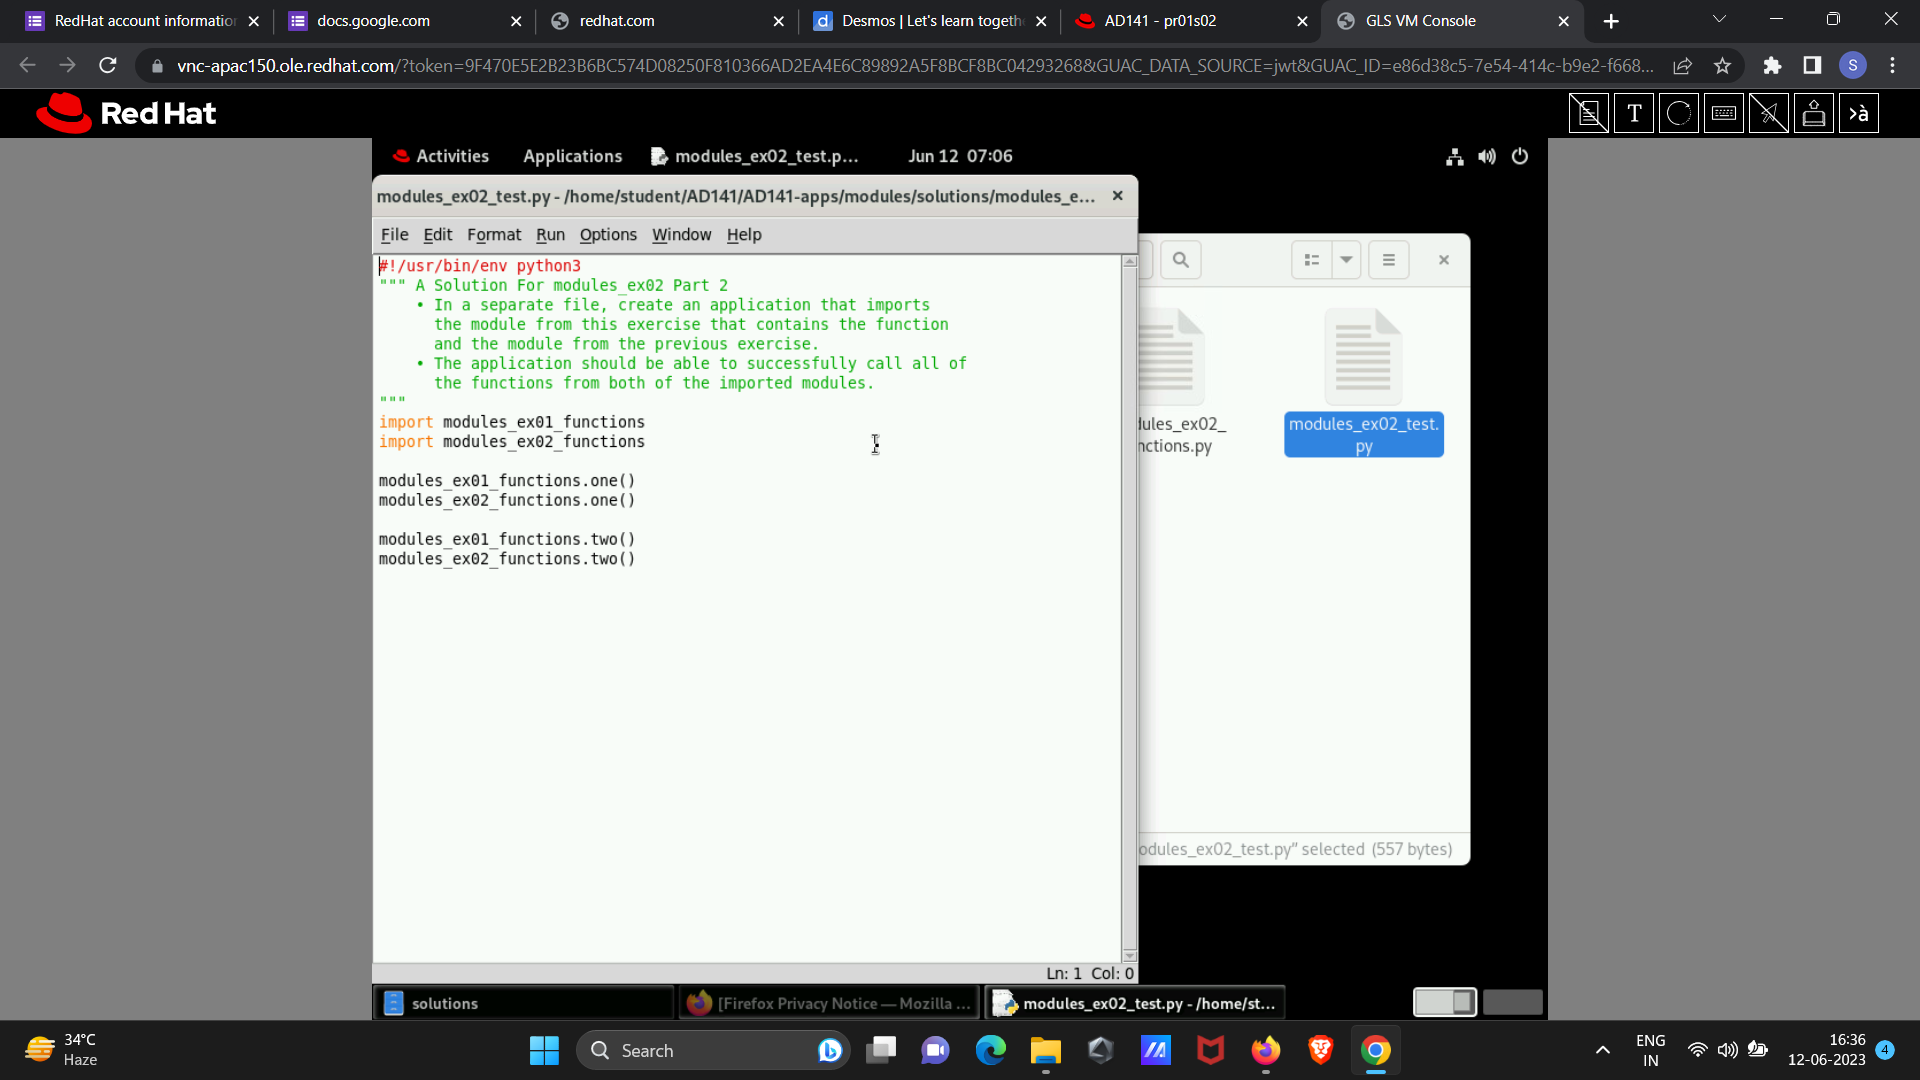 RedHat account information
docs.google.com
redhat.com
Desmos | Let's learn togethe
AD141 - pr01s02
GLS VM Console
vnc-apac150.ole.redhat.com/?token=9F470E5E2B23B6BC574D08250F810366AD2EA4E6C89892A5F8BCF8BC04293268&GUAC_DATA_SOURCE=jwt&GUAC_ID=e86d38c5-7e54-414c-b9e2-f668...
S
Red Hat
T
>à
Activities
Applications
modules_ex02_test.p...
Jun 12 07:06
modules_ex02_test.py - /home/student/AD141/AD141-apps/modules/solutions/modules_e...
File Edit Format Run Options Window Help
#!/usr/bin/env python3
""" A Solution For modules_ex02 Part 2
• In a separate file, create an application that imports
the module from this exercise that contains the function
and the module from the previous exercise.
• The application should be able to successfully call all of
the functions from both of the imported modules.
"""
import modules_ex01_functions
import modules_ex02_functions
modules_ex01_functions.one()
modules_ex02_functions.one()
modules_ex01_functions.two()
modules_ex02_functions.two()
Ln: 1 Col: 0
dules_ex02_
nctions.py
modules_ex02_test.
py
odules_ex02_test.py" selected (557 bytes)
solutions
[Firefox Privacy Notice — Mozilla ...
modules_ex02_test.py - /home/st...
34°C
Haze
Search
ENG
IN
16:36
12-06-2023
4